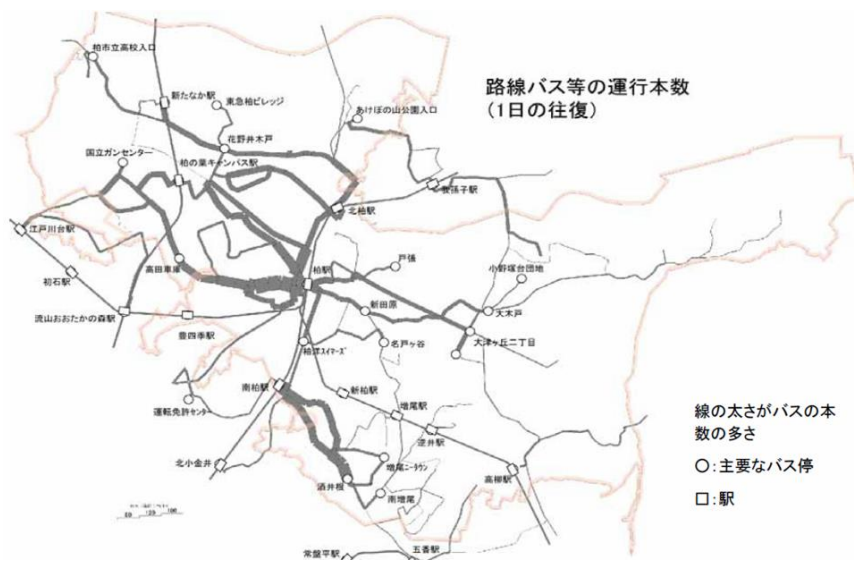 路線バス等の運行本数
(1日の往復)
柏市立高校入口
新たなか駅
東急柏ビレッジ
あけぼの山公園入口
花野井木戸
国立ガンセンター
柏の葉キャンパス駅
我孫子駅
北柏駅
江戸川台駅
戸張
高田車庫
柏駅
小野塚台団地
初石駅
新田原
大木戸
流山おおたかの森駅
豊四季駅
大津ヶ丘二丁目
柏洋スイマーズ
名戸ヶ谷
南柏駅
新柏駅
運転免許センター
増尾駅
逆井駅
線の太さがバスの本
数の多さ
〇:主要なバス停
□:駅
北小金井
増尾ニータウン
高柳駅
酒井根
南増尾
常盤平駅
五香駅